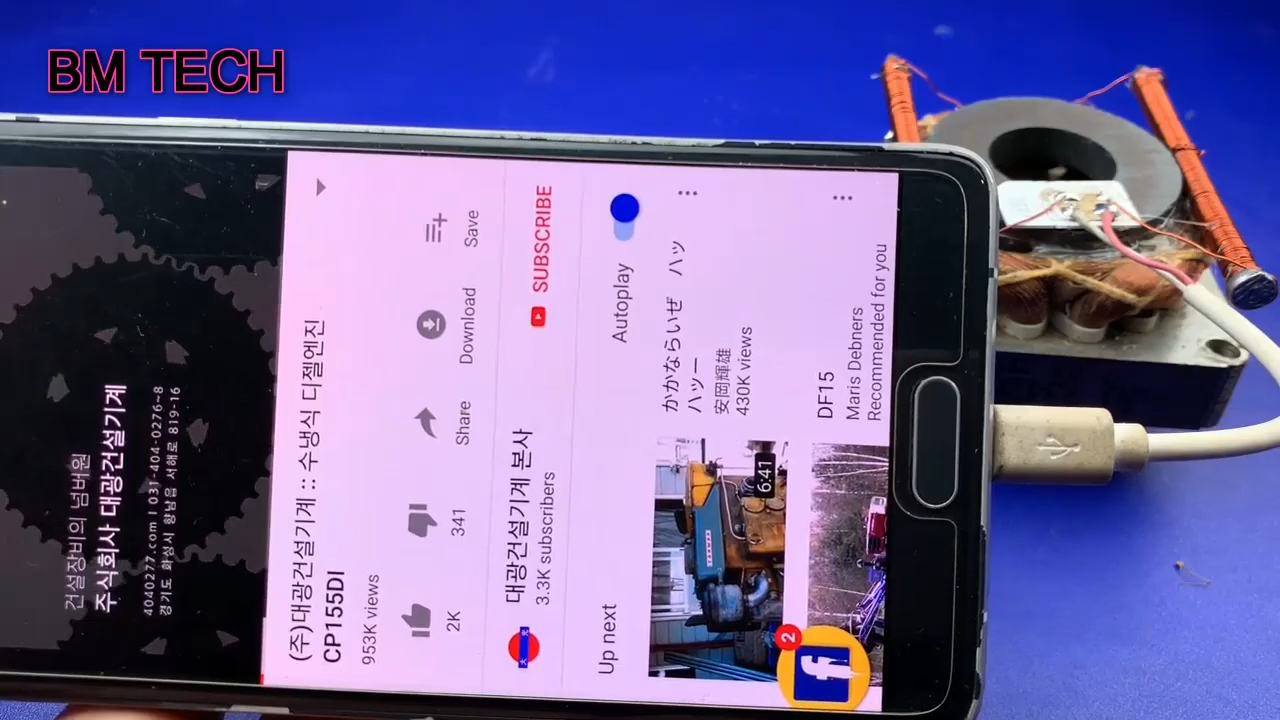 BM TECH
건설장비의 넘버원
주식회사 대광건설기계
4040277.com I 031-404-0276~8
경기도 화성시 향남읍 서해로 819-16
(주)대광건설기계 :: 수냉식 디젤엔진
CP155DI
953K views
2K
341
Share
Download
Save
대광건설기계 본사
3.3K subscribers
SUBSCRIBE
Up next
Autoplay
かかならいぜ ハッ
ハッー
安岡輝雄
430K views
6:41
DF15
Maris Debners
Recommended for you
2
f